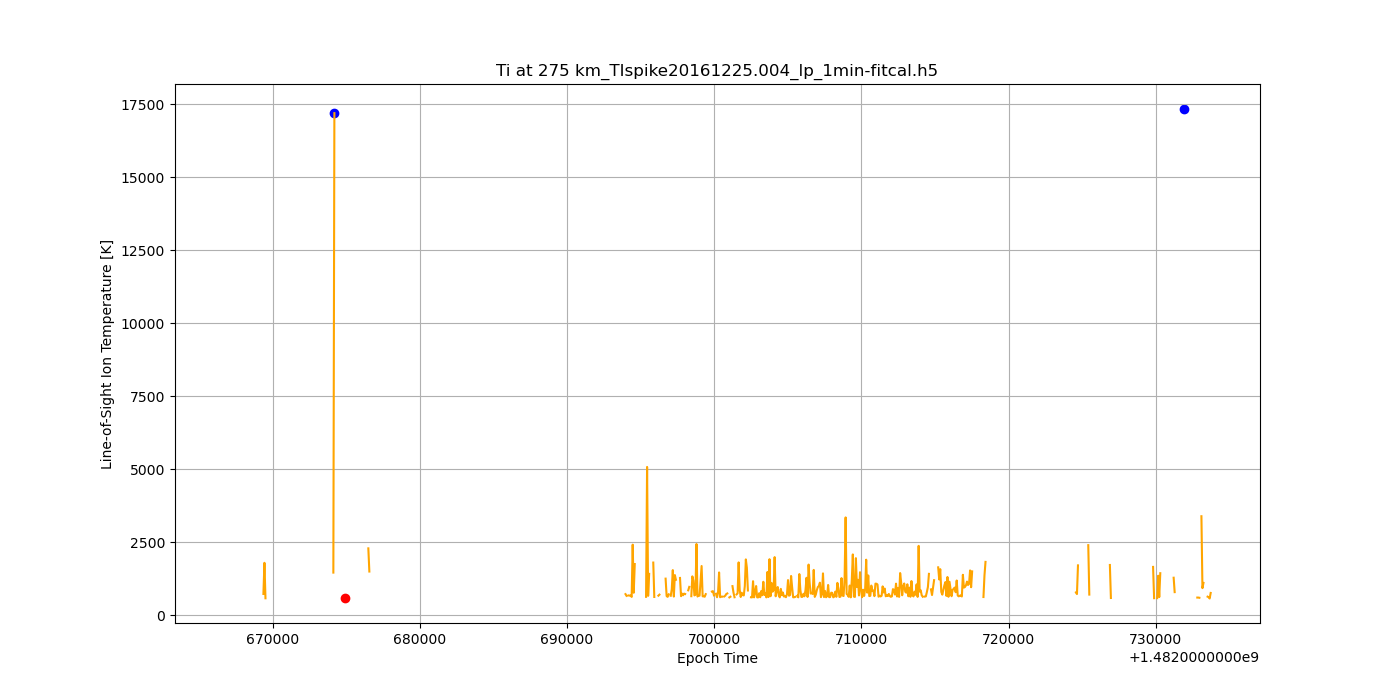 Ti at 275 km_TIspike20161225.004_lp_1min-fitcal.h5
Line-of-Sight Ion Temperature [K]
17500
15000
12500
10000
7500
5000
2500
0
670000 680000 690000 700000 710000 720000 730000
Epoch Time
+1.4820000000e9